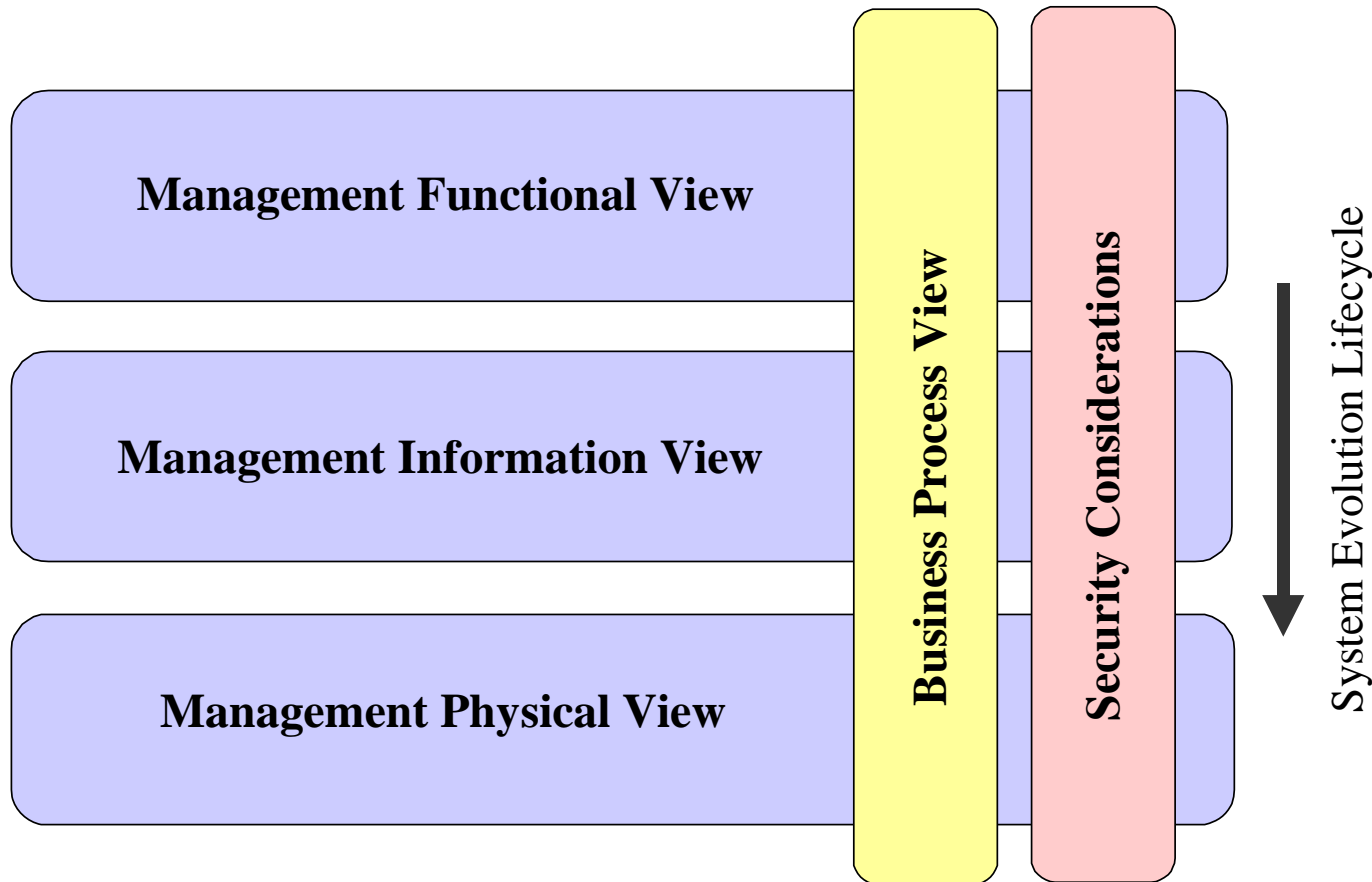 Management Functional View
Management Information View
Management Physical View
Business Process View
Security Considerations
System Evolution Lifecycle